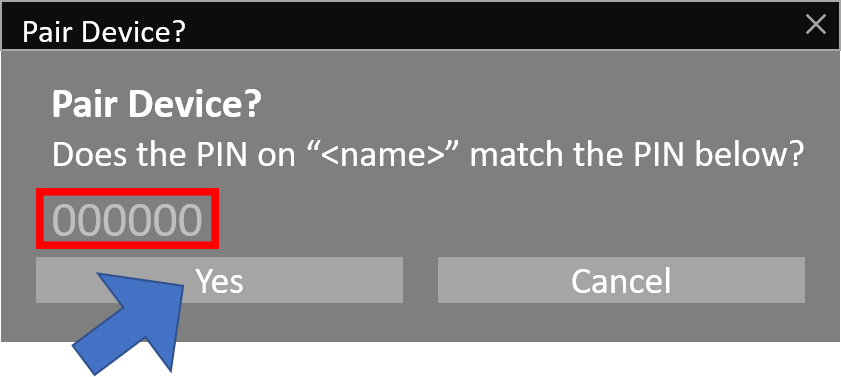 Pair Device?
Pair Device?
Does the PIN on “<name>” match the PIN below?
000000
Yes
Cancel